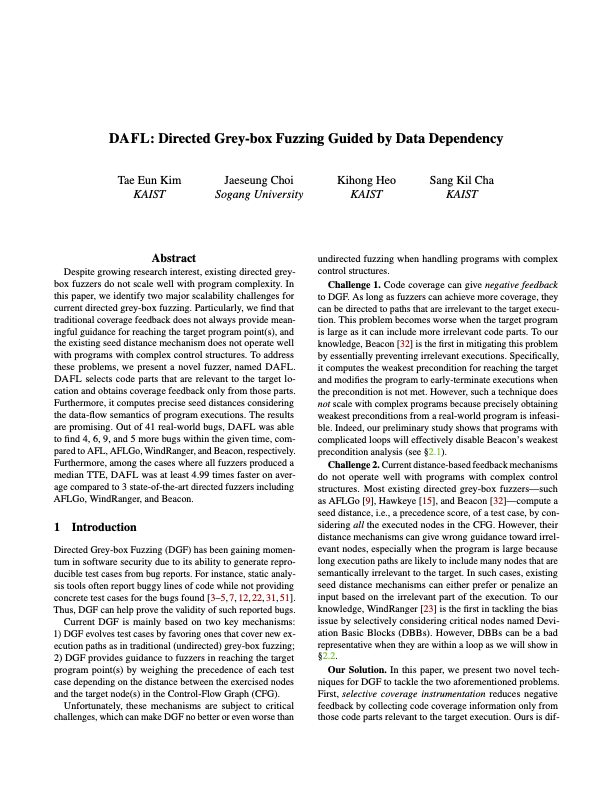 DAFL: Directed Grey-box Fuzzing Guided by Data Dependency
Tae Eun Kim
KAIST
Jaeseung Choi
Sogang University
Kihong Heo
KAIST
Sang Kil Cha
KAIST
Abstract
Despite growing research interest, existing directed grey-
box fuzzers do not scale well with program complexity. In
this paper, we identify two major scalability challenges for
current directed grey-box fuzzing. Particularly, we find that
traditional coverage feedback does not always provide mean-
ingful guidance for reaching the target program point(s), and
the existing seed distance mechanism does not operate well
with programs with complex control structures. To address
these problems, we present a novel fuzzer, named DAFL.
DAFL selects code parts that are relevant to the target lo-
cation and obtains coverage feedback only from those parts.
Furthermore, it computes precise seed distances considering
the data-flow semantics of program executions. The results
are promising. Out of 41 real-world bugs, DAFL was able
to find 4, 6, 9, and 5 more bugs within the given time, com-
pared to AFL, AFLGo, WindRanger, and Beacon, respectively.
Furthermore, among the cases where all fuzzers produced a
median TTE, DAFL was at least 4.99 times faster on aver-
age compared to 3 state-of-the-art directed fuzzers including
AFLGo, WindRanger, and Beacon.
1 Introduction
Directed Grey-box Fuzzing (DGF) has been gaining momen-
tum in software security due to its ability to generate repro-
ducible test cases from bug reports. For instance, static analy-
sis tools often report buggy lines of code while not providing
concrete test cases for the bugs found [3–5,7,12,22,31,51].
Thus, DGF can help prove the validity of such reported bugs.
Current DGF is mainly based on two key mechanisms:
1) DGF evolves test cases by favoring ones that cover new ex-
ecution paths as in traditional (undirected) grey-box fuzzing;
2) DGF provides guidance to fuzzers in reaching the target
program point(s) by weighing the precedence of each test
case depending on the distance between the exercised nodes
and the target node(s) in the Control-Flow Graph (CFG).
Unfortunately, these mechanisms are subject to critical
challenges, which can make DGF no better or even worse than
undirected fuzzing when handling programs with complex
control structures.
Challenge 1. Code coverage can give negative feedback
to DGF. As long as fuzzers can achieve more coverage, they
can be directed to paths that are irrelevant to the target execu-
tion. This problem becomes worse when the target program
is large as it can include more irrelevant code parts. To our
knowledge, Beacon [32] is the first in mitigating this problem
by essentially preventing irrelevant executions. Specifically,
it computes the weakest precondition for reaching the target
and modifies the program to early-terminate executions when
the precondition is not met. However, such a technique does
not scale with complex programs because precisely obtaining
weakest preconditions from a real-world program is infeasi-
ble. Indeed, our preliminary study shows that programs with
complicated loops will effectively disable Beacon's weakest
precondition analysis (see §2.1).
Challenge 2. Current distance-based feedback mechanisms
do not operate well with programs with complex control
structures. Most existing directed grey-box fuzzers—such
as AFLGo [9], Hawkeye [15], and Beacon [32]—compute a
seed distance, i.e., a precedence score, of a test case, by con-
sidering all the executed nodes in the CFG. However, their
distance mechanisms can give wrong guidance toward irrel-
evant nodes, especially when the program is large because
long execution paths are likely to include many nodes that are
semantically irrelevant to the target. In such cases, existing
seed distance mechanisms can either prefer or penalize an
input based on the irrelevant part of the execution. To our
knowledge, WindRanger [23] is the first in tackling the bias
issue by selectively considering critical nodes named Devi-
ation Basic Blocks (DBBs). However, DBBs can be a bad
representative when they are within a loop as we will show in
§2.2.
Our Solution. In this paper, we present two novel tech-
niques for DGF to tackle the two aforementioned problems.
First, selective coverage instrumentation reduces negative
feedback by collecting code coverage information only from
those code parts relevant to the target execution. Ours is dif-